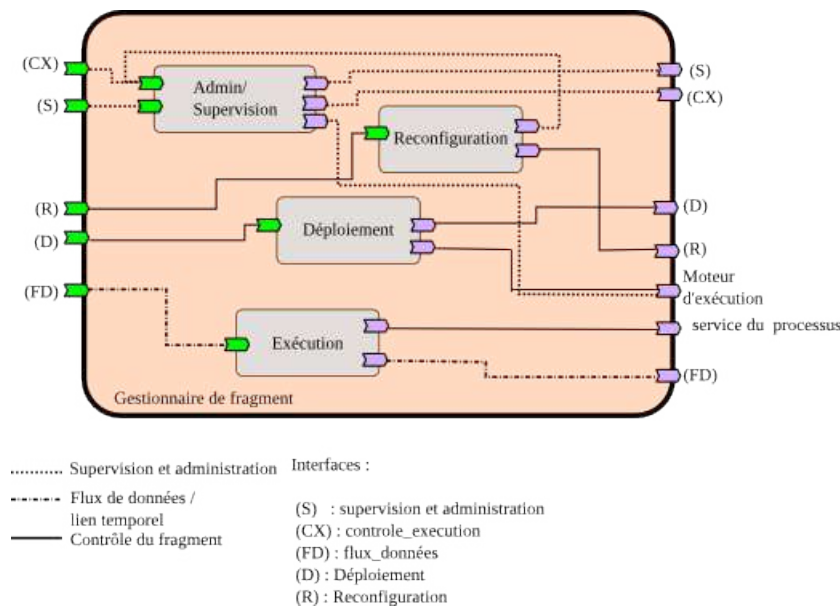 (CX)
(S)
(R)
(D)
(FD)
Admin/
Supervision
Reconfiguration
Déploiement
Exécution
Gestionnaire de fragment
(S)
(CX)
(D)
(R)
Moteur
d'exécution
service du processus
(FD)
Supervision et administration
Flux de données /
lien temporel
Contrôle du fragment
Interfaces :
(S) : supervision et administration
(CX) : controle_execution
(FD) : flux_données
(D) : Déploiement
(R) : Reconfiguration